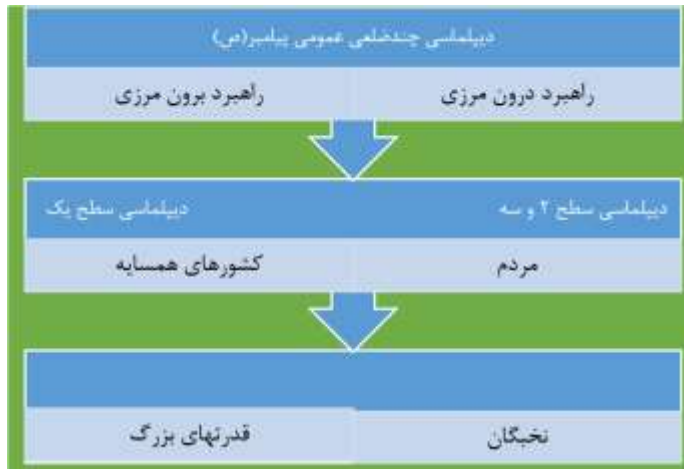 دیپلماسی چندضلعی عمومی پیامبر(ص)
راهبرد درون مرزی راهبرد برون مرزی
دیپلماسی سطح ۲ و سه دیپلماسی سطح یک
مردم کشورهای همسایه
نخبگان قدرتهای بزرگ